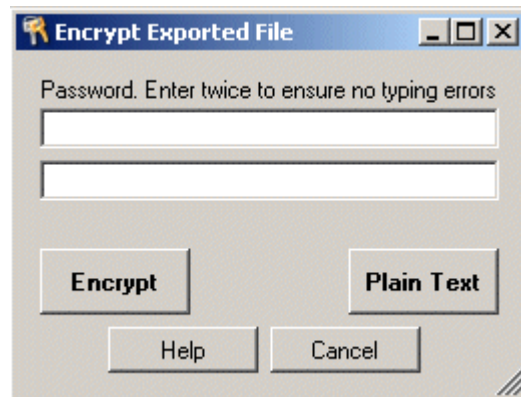 Encrypt Exported File
Password. Enter twice to ensure no typing errors
Encrypt
Plain Text
Help
Cancel